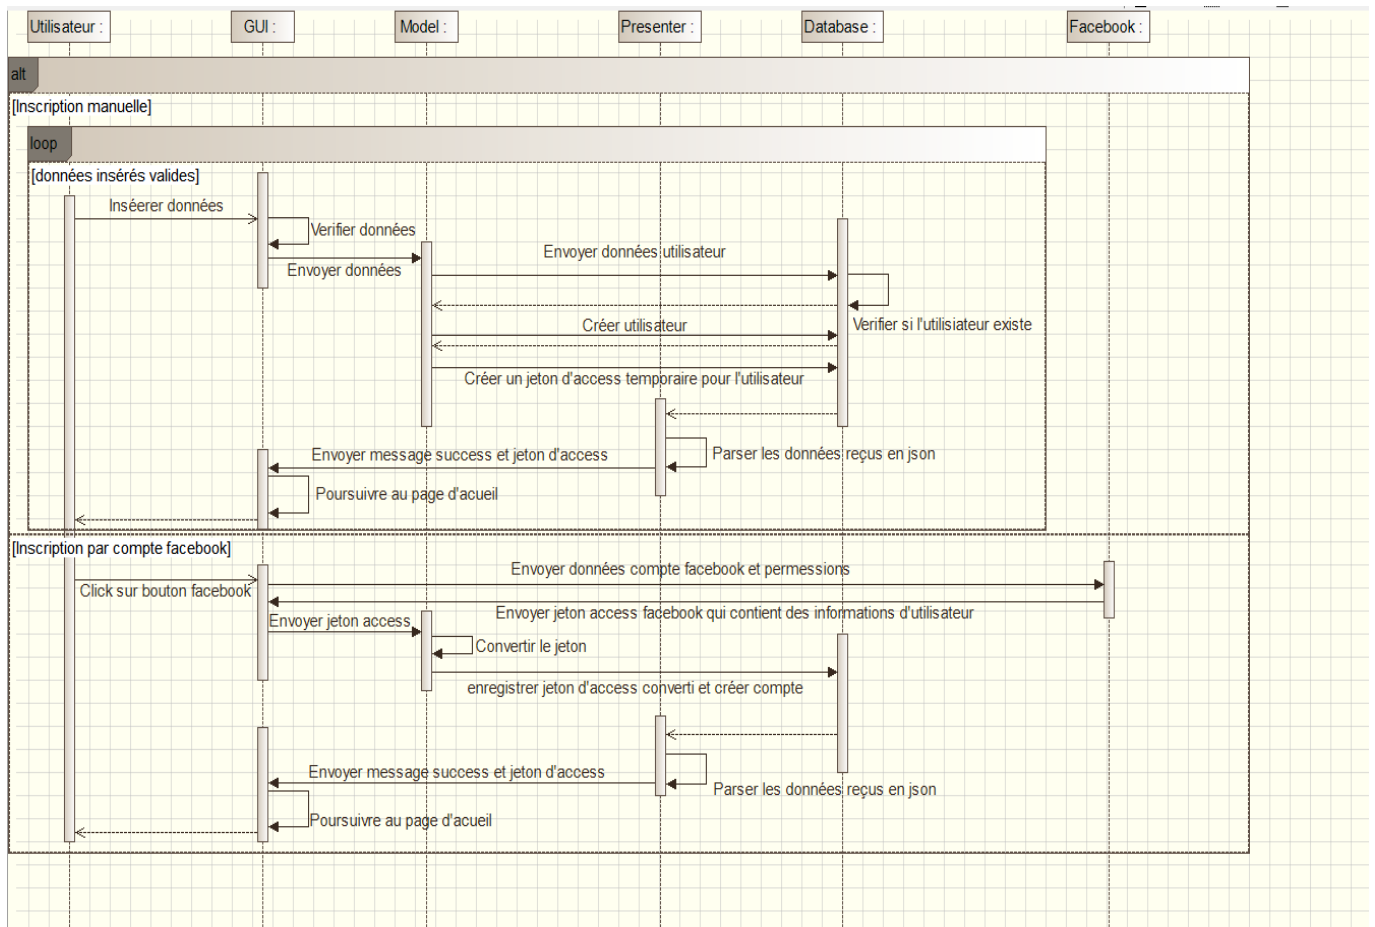 Utilisateur :
GUI :
Model :
Presenter :
Database :
Facebook :
alt
[Inscription manuelle]
loop
[données insérés valides]
Inséerer données
Verifier données
Envoyer données
Envoyer données utilisateur
Verifier si l'utilisiateur existe
Créer utilisateur
Créer un jeton d'access temporaire pour l'utilisateur
Envoyer message success et jeton d'access
Parser les données reçus en json
Poursuivre au page d'acueil
[Inscription par compte facebook]
Click sur bouton facebook
Envoyer données compte facebook et permessions
Envoyer jeton access facebook qui contient des informations d'utilisateur
Envoyer jeton access
Convertir le jeton
enregistrer jeton d'access converti et créer compte
Envoyer message success et jeton d'access
Parser les données reçus en json
Poursuivre au page d'acueil